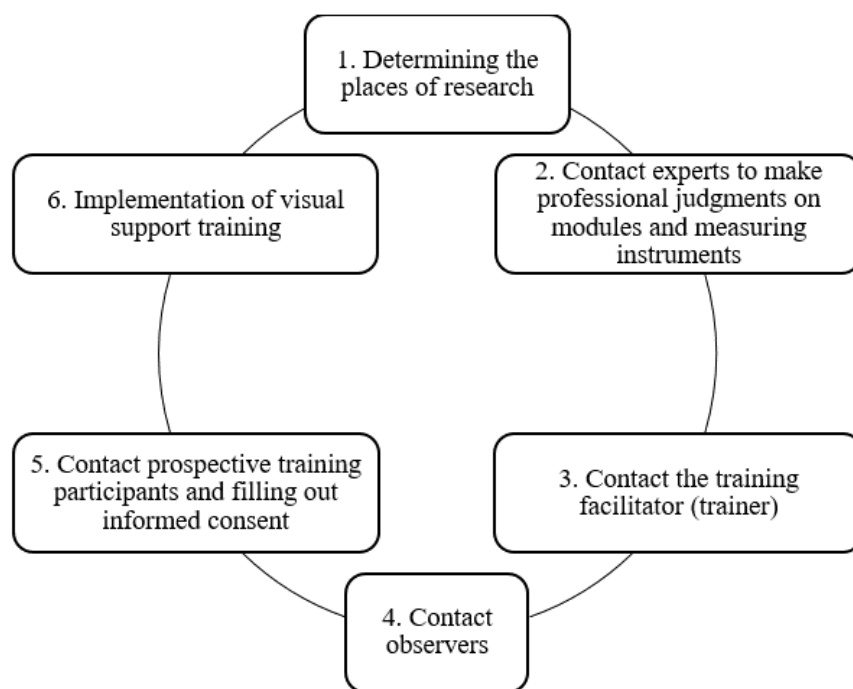 1. Determining the
places of research
2. Contact experts to make
professional judgments on
modules and measuring
instruments
3. Contact the training
facilitator (trainer)
4. Contact
observers
5. Contact prospective training
participants and filling out
informed consent
6. Implementation of visual
support training